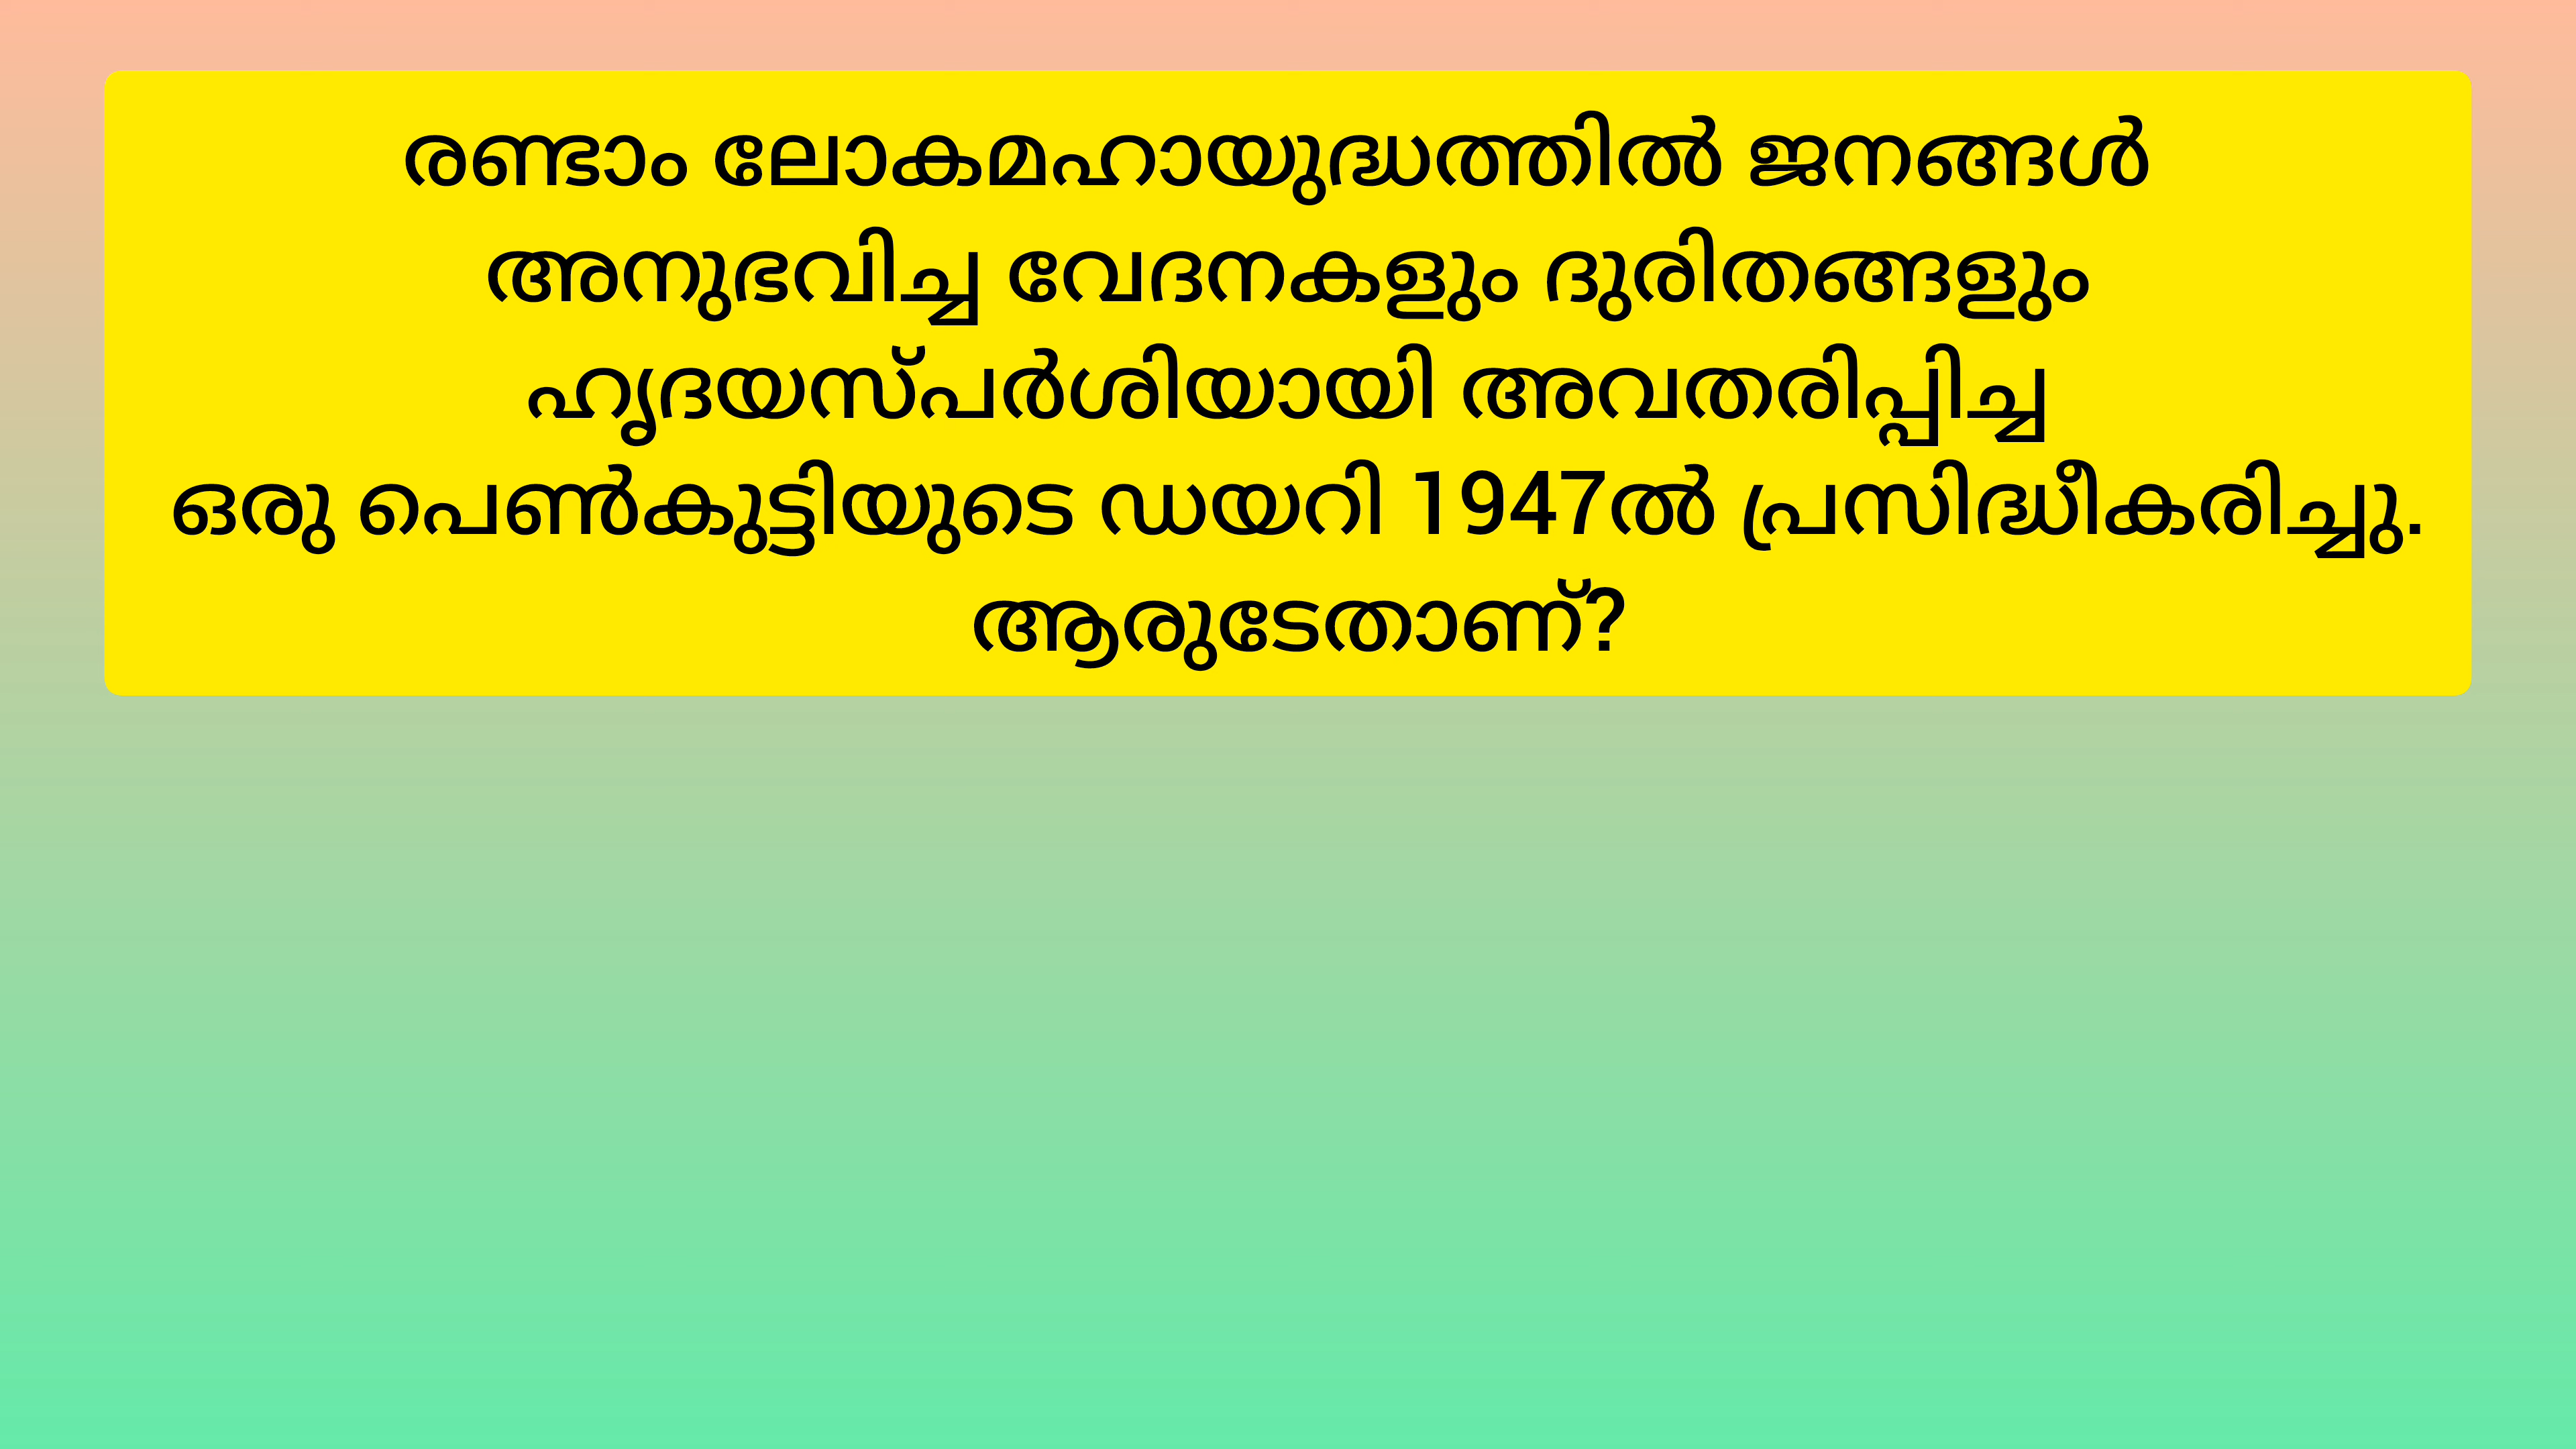 രണ്ടാം ലോകമഹായുദ്ധത്തിൽ ജനങ്ങൾ
അനുഭവിച്ച വേദനകളും ദുരിതങ്ങളും
ഹൃദയസ്പർശിയായി അവതരിപ്പിച്ച
ഒരു പെൺകുട്ടിയുടെ ഡയറി 1947ൽ പ്രസിദ്ധീകരിച്ചു.
ആരുടേതാണ്?